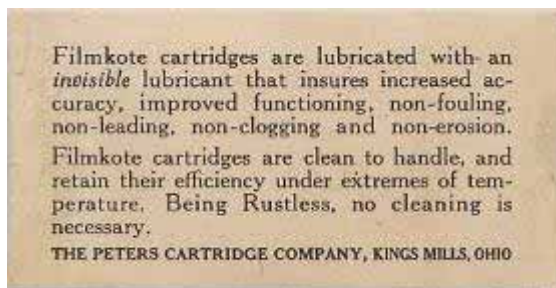 Filmkote cartridges are lubricated with an
invisible lubricant that insures increased ac-
curacy, improved functioning, non-fouling,
non-leading, non-clogging and non-erosion.
Filmkote cartridges are clean to handle, and
retain their efficiency under extremes of tem-
perature. Being Rustless, no cleaning is
necessary.
THE PETERS CARTRIDGE COMPANY, KINGS MILLS, OHIO